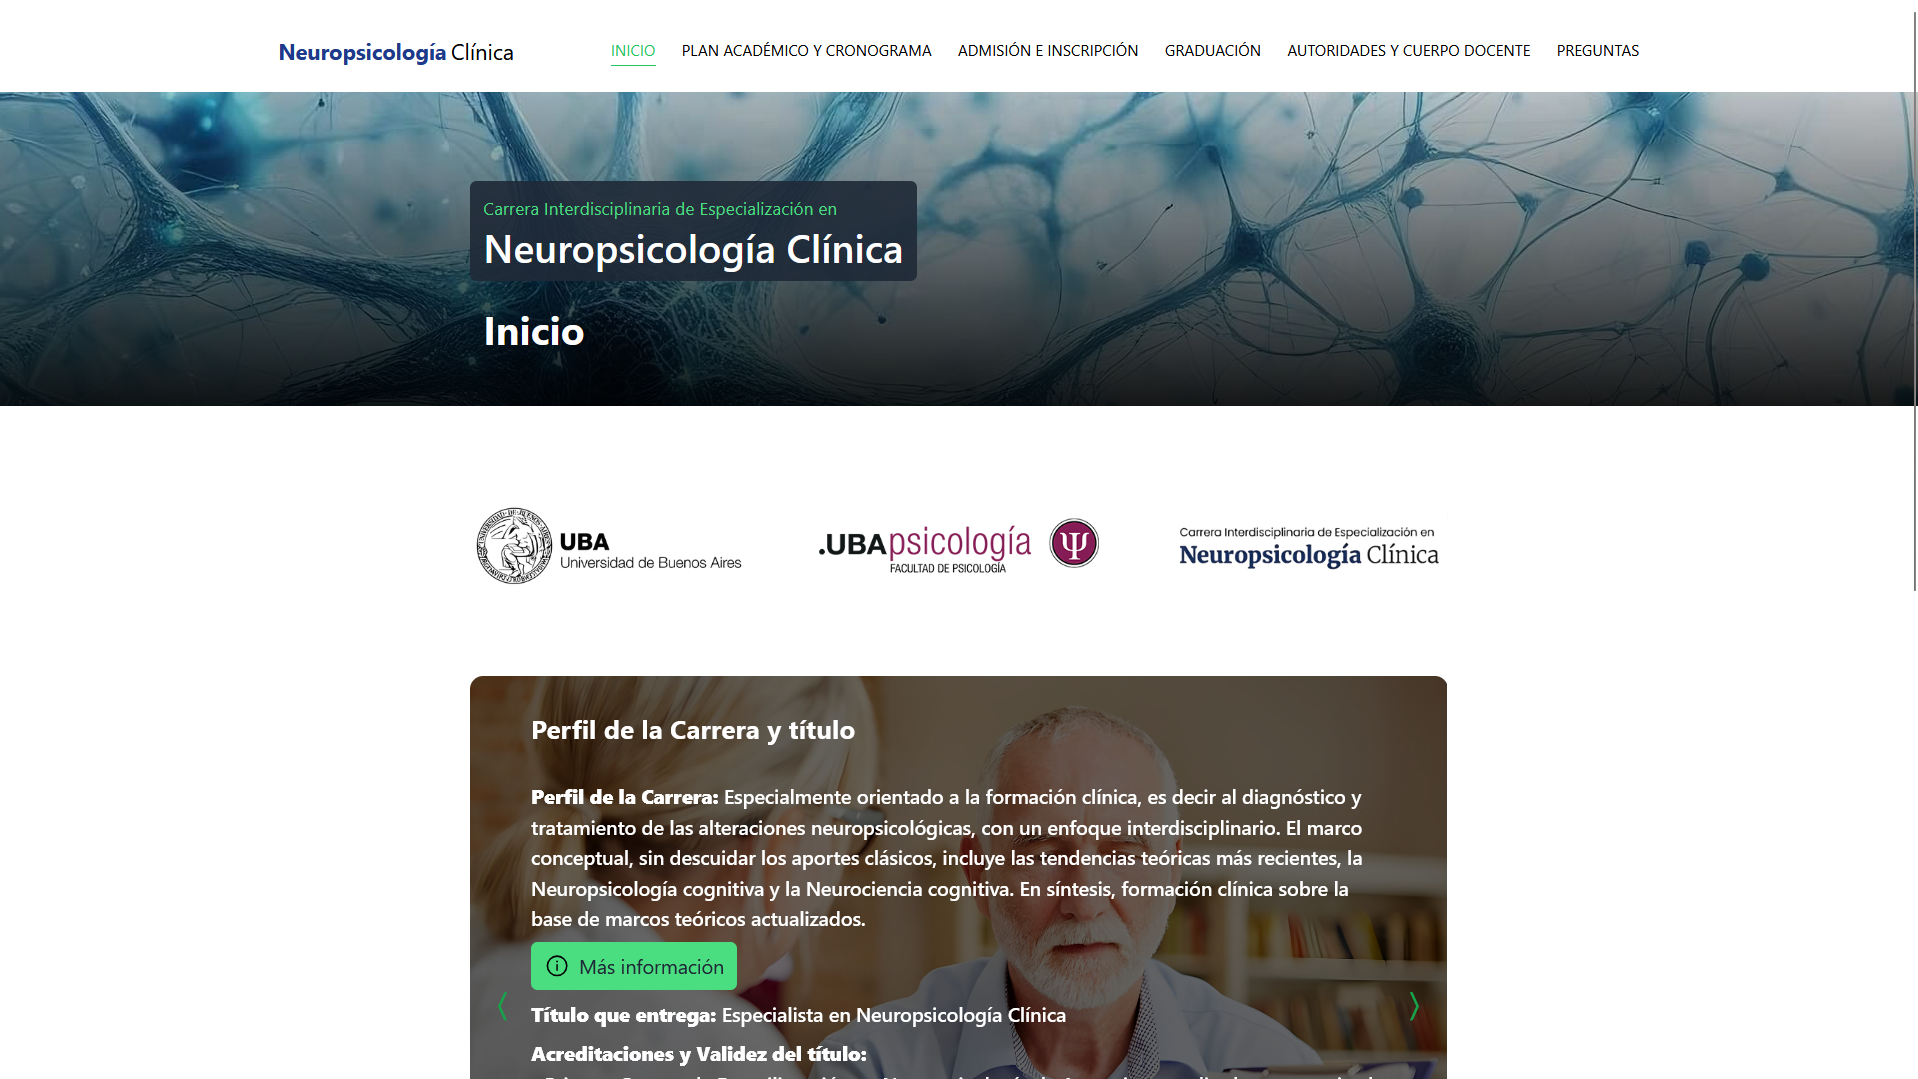 Neuropsicología Clínica
INICIO
PLAN ACADÉMICO Y CRONOGRAMA
ADMISIÓN E INSCRIPCIÓN
GRADUACIÓN
AUTORIDADES Y CUERPO DOCENTE
PREGUNTAS
Carrera Interdisciplinaria de Especialización en
Neuropsicología Clínica
Inicio
UBA
Universidad de Buenos Aires
.UBApsicología
FACULTAD DE PSICOLOGÍA
Carrera Interdisciplinaria de Especialización en
Neuropsicología Clínica
Perfil de la Carrera y título
Perfil de la Carrera: Especialmente orientado a la formación clínica, es decir al diagnóstico y
tratamiento de las alteraciones neuropsicológicas, con un enfoque interdisciplinario. El marco
conceptual, sin descuidar los aportes clásicos, incluye las tendencias teóricas más recientes, la
Neuropsicología cognitiva y la Neurociencia cognitiva. En síntesis, formación clínica sobre la
base de marcos teóricos actualizados.
Más información
Título que entrega: Especialista en Neuropsicología Clínica
Acreditaciones y Validez del título: